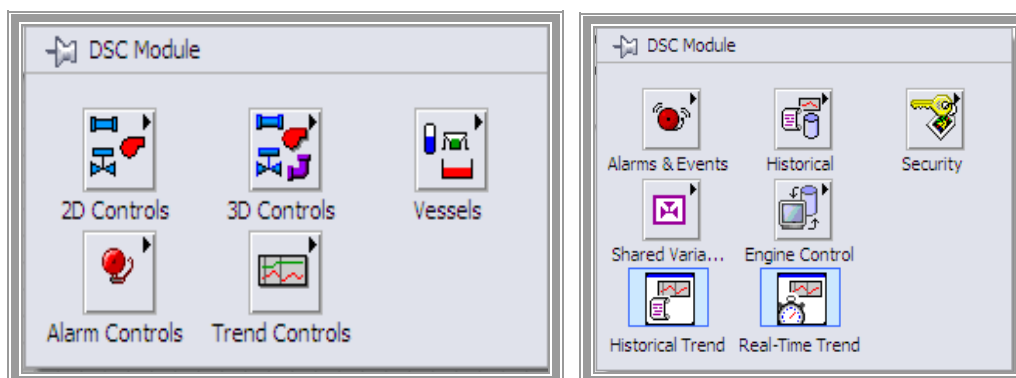 DSC Module
2D Controls
3D Controls
Vessels
Alarm Controls
Trend Controls
DSC Module
Alarms & Events
Historical
Security
Shared Varia...
Engine Control
Historical Trend
Real-Time Trend